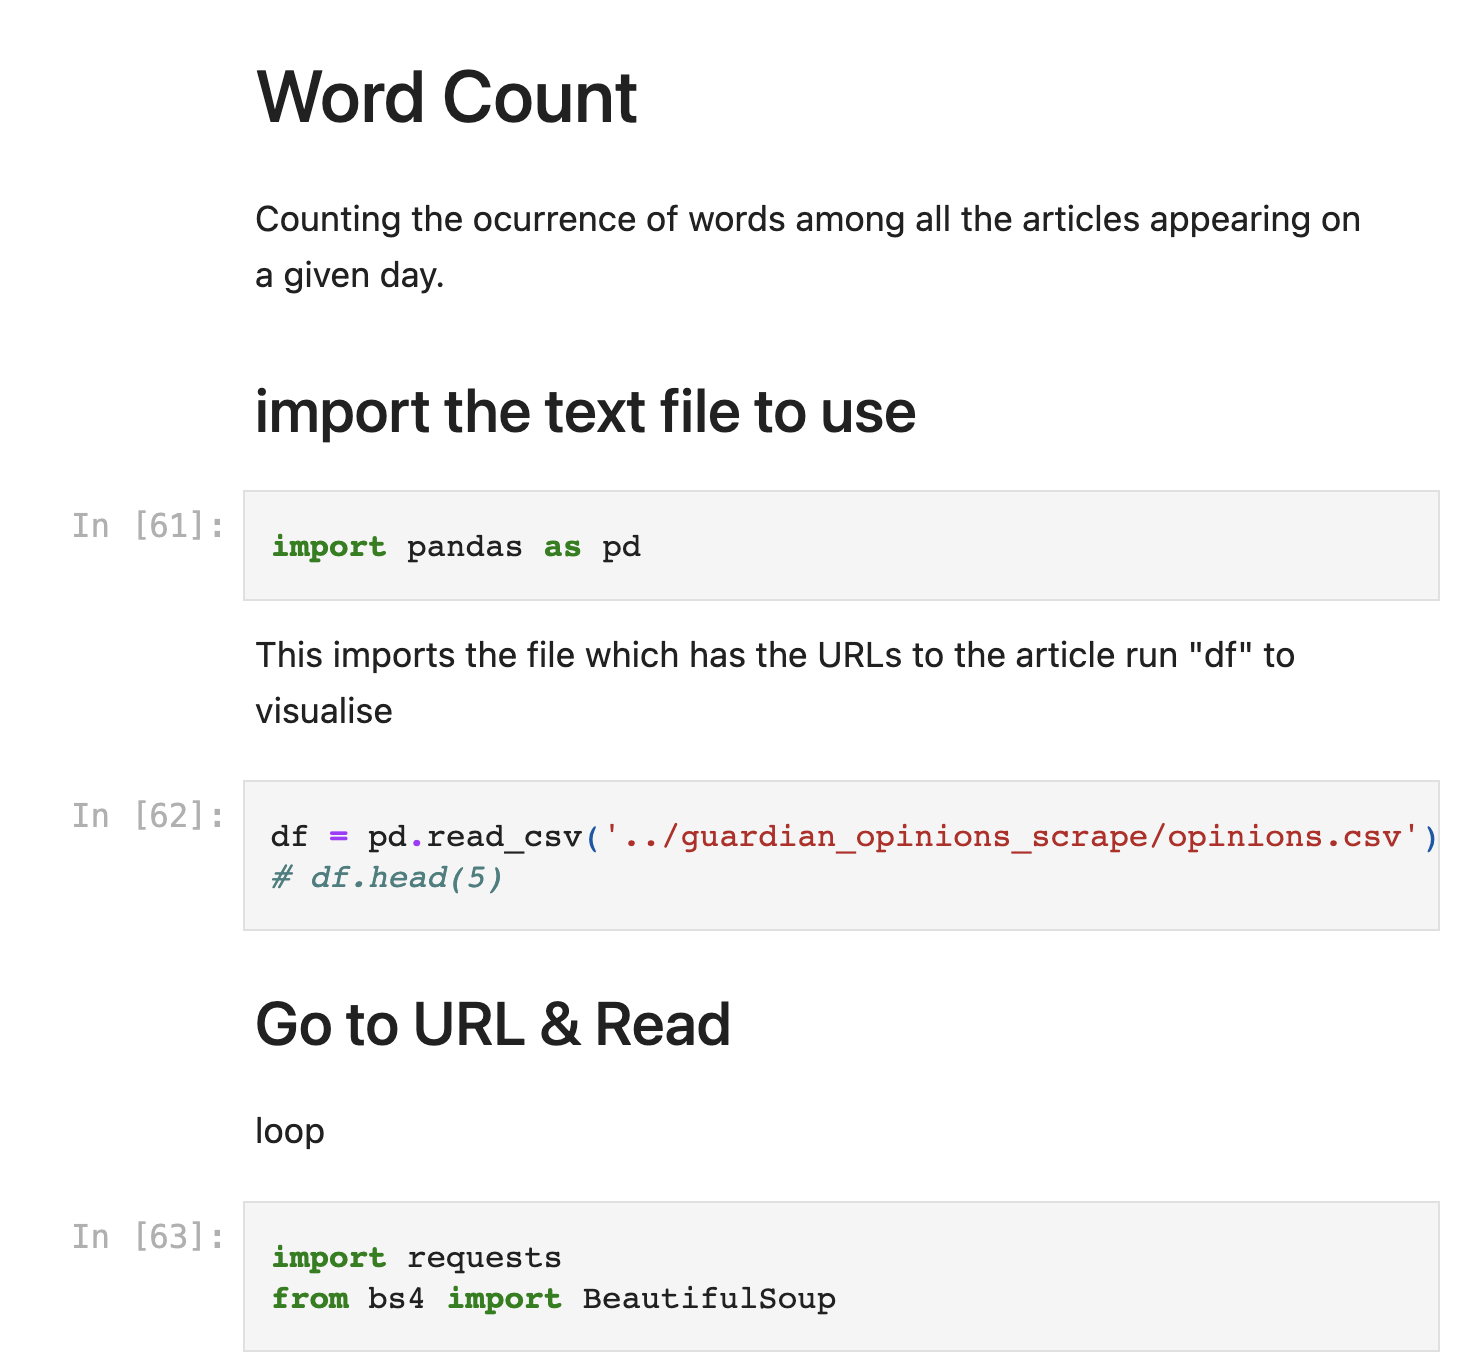 Word Count
Counting the ocurrence of words among all the articles appearing on
a given day.
import the text file to use
In [61]:
import pandas as pd
This imports the file which has the URLs to the article run "df" to
visualise
In [62]:
df = pd.read_csv('../guardian_opinions_scrape/opinions.csv')
# df.head(5)
Go to URL & Read
loop
In [63]:
import requests
from bs4 import BeautifulSoup